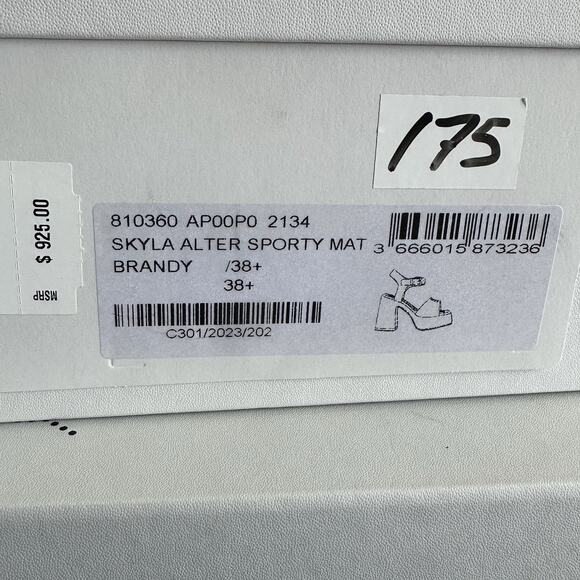 175
MSRP $ 925.00
810360 AP00P0 2134
SKYLA ALTER SPORTY MAT
3 666015 873236
BRANDY /38+
38+
C301/2023/202